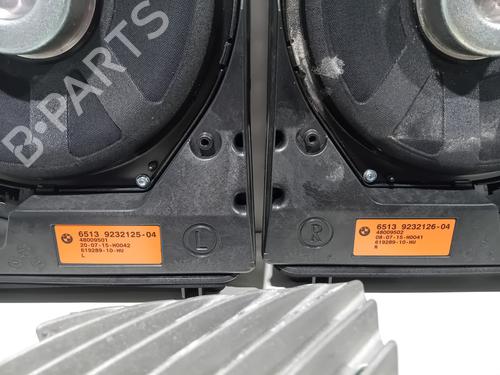 B-PARTS
6513 9232125-04
48009501
20-07-15-H0042
619289-10-HU
L
L
R
6513 9232126-04
48009502
08-07-15-H0041
619289-10-HU
R